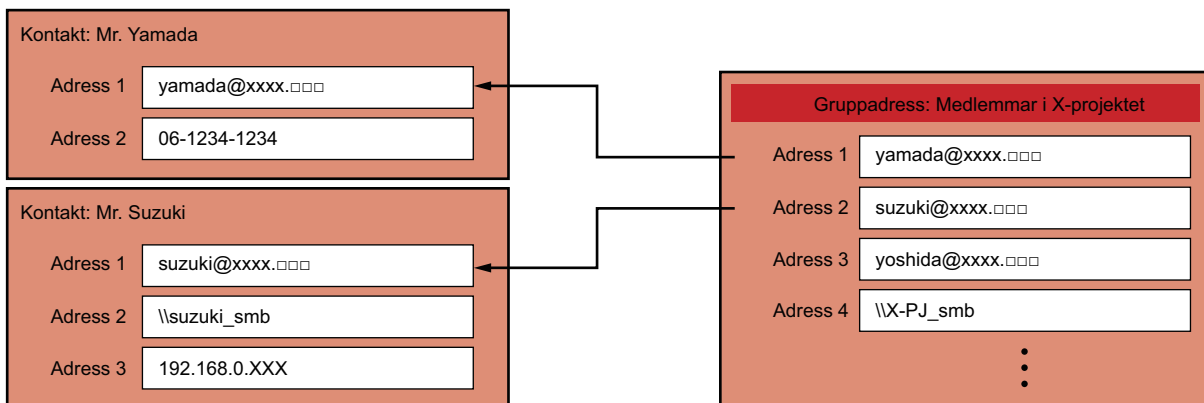 Kontakt: Mr. Yamada
Adress 1 yamada@xxxx.□□□
Adress 2 06-1234-1234
Kontakt: Mr. Suzuki
Adress 1 suzuki@xxxx.□□□
Adress 2 \\suzuki_smb
Adress 3 192.168.0.XXX
Gruppadress: Medlemmar i X-projektet
Adress 1 yamada@xxxx.□□□
Adress 2 suzuki@xxxx.□□□
Adress 3 yoshida@xxxx.□□□
Adress 4 \\X-PJ_smb